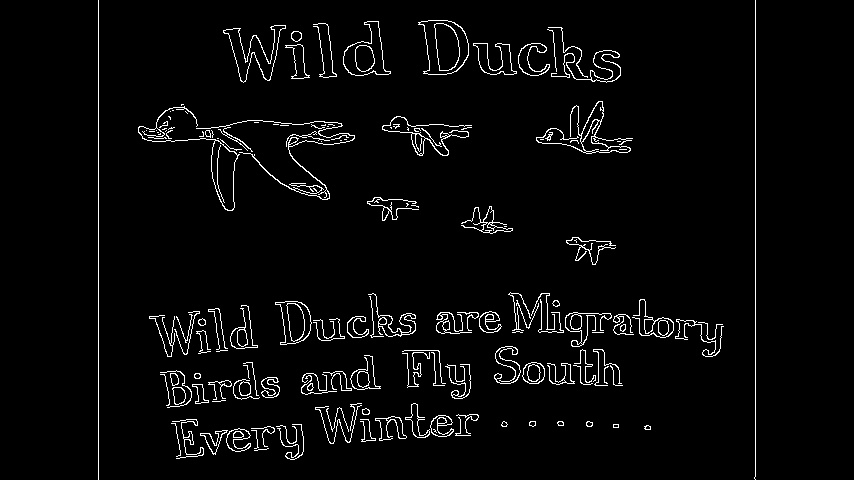 Wild Ducks
Wild Ducks are Migratory
Birds and Fly South
Every Winter . . . . . .